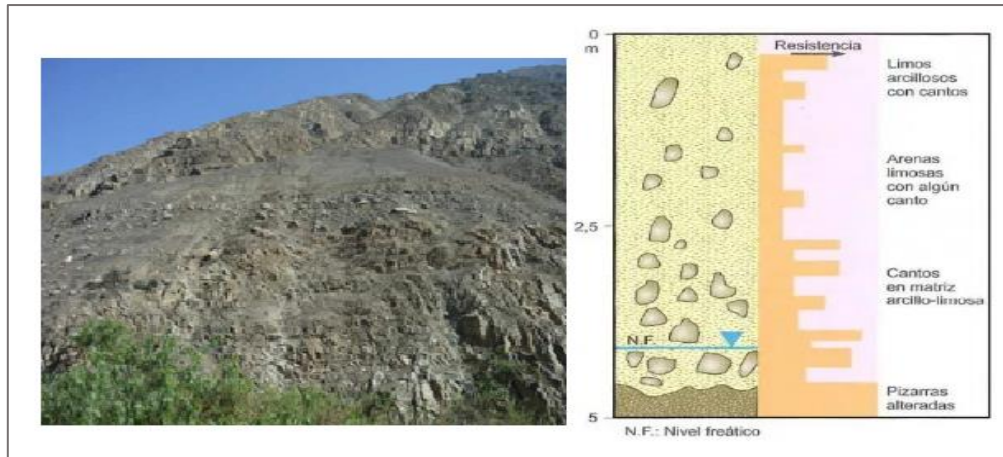 0
m
Resistencia
Limos
arcillosos
con cantos
Arenas
limosas
con algún
canto
2,5
Cantos
en matriz
arcillo-limosa
N.F.
Pizarras
alteradas
5
N.F.: Nivel freático